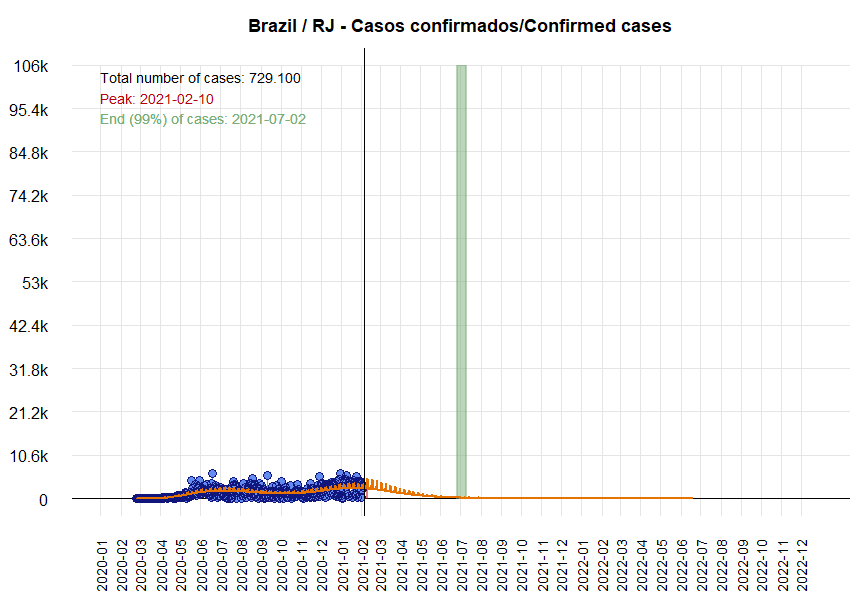 Brazil / RJ - Casos confirmados/Confirmed cases
Total number of cases: 729.100
Peak: 2021-02-10
End (99%) of cases: 2021-07-02
106k
95.4k
84.8k
74.2k
63.6k
53k
42.4k
31.8k
21.2k
10.6k
0
2020-01
2020-02
2020-03
2020-04
2020-05
2020-06
2020-07
2020-08
2020-09
2020-10
2020-11
2020-12
2021-01
2021-02
2021-03
2021-04
2021-05
2021-06
2021-07
2021-08
2021-09
2021-10
2021-11
2021-12
2022-01
2022-02
2022-03
2022-04
2022-05
2022-06
2022-07
2022-08
2022-09
2022-10
2022-11
2022-12